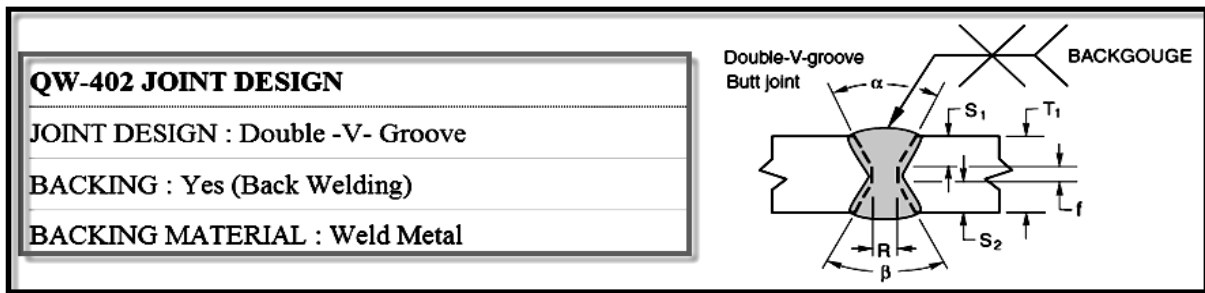 QW-402 JOINT DESIGN
JOINT DESIGN : Double -V- Groove
BACKING : Yes (Back Welding)
BACKING MATERIAL : Weld Metal
Double-V-groove
Butt joint
BACKGOUGE
α
S1
T1
f
S2
R
β